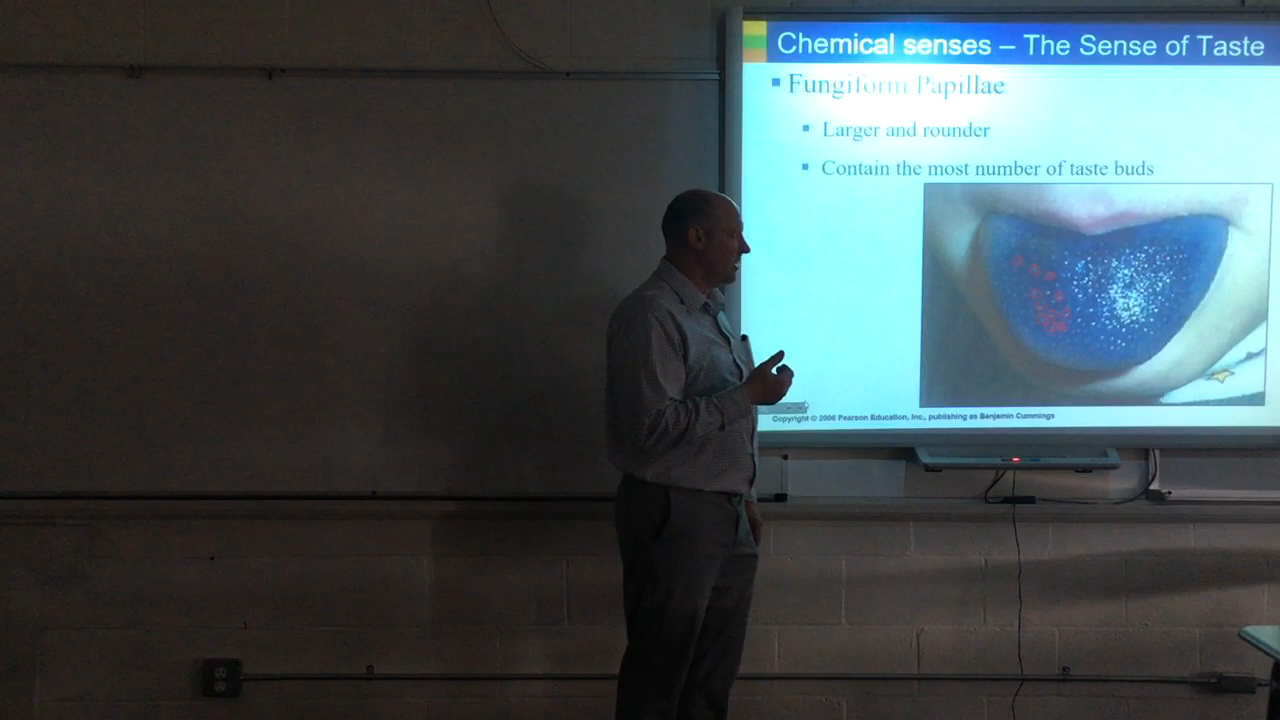 Chemical senses – The Sense of Taste
Fungiform Papillae
Larger and rounder
Contain the most number of taste buds
Copyright © 2006 Pearson Education, Inc., publishing as Benjamin Cummings